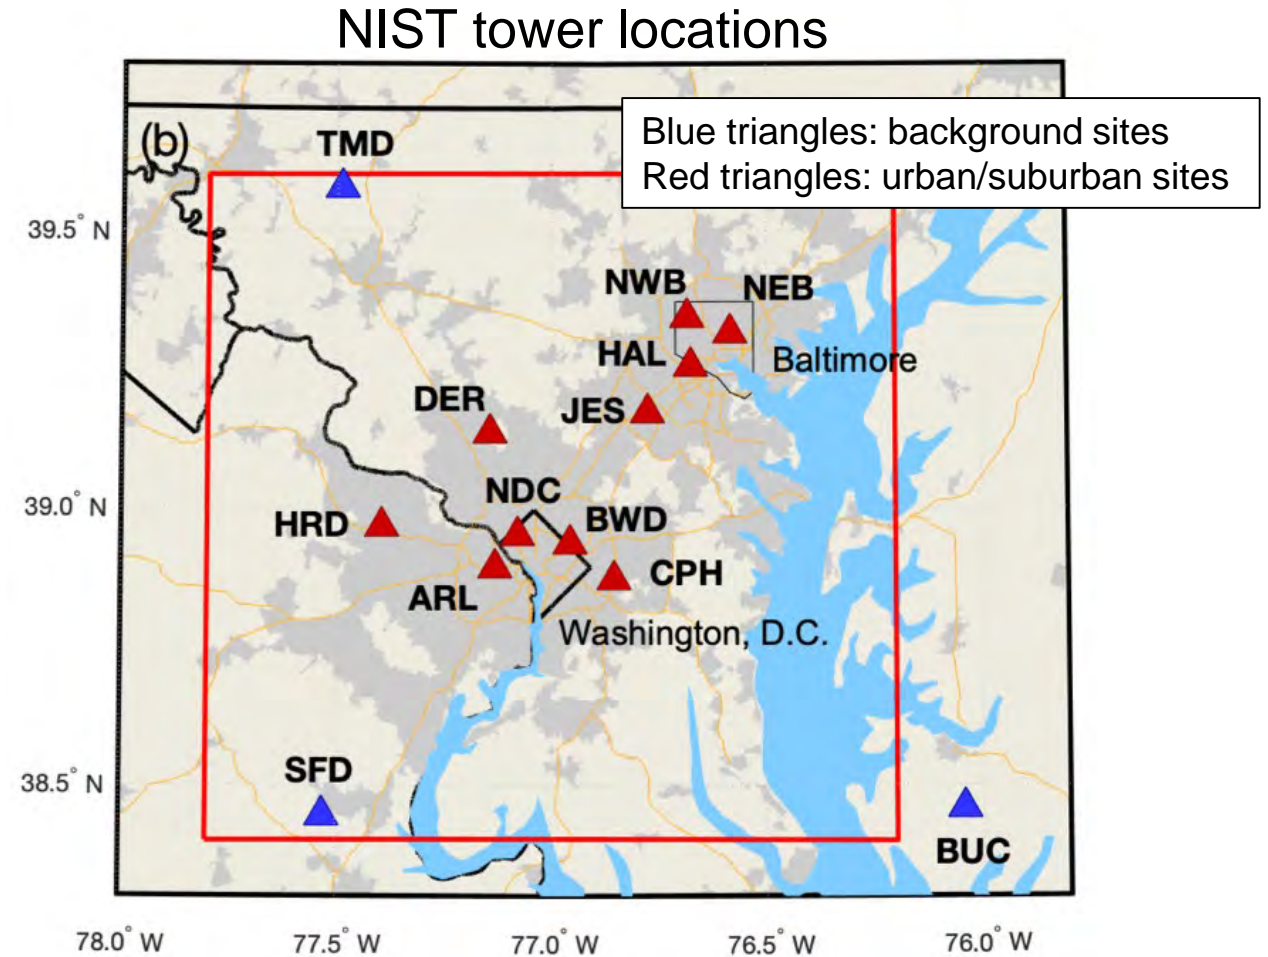 NIST tower locations
Blue triangles: background sites
Red triangles: urban/suburban sites
(b)
TMD
39.5° N
NWB
NEB
HAL
Baltimore
DER
JES
39.0° N
NDC
HRD
BWD
CPH
ARL
Washington, D.C.
SFD
38.5° N
BUC
78.0° W
77.5° W
77.0° W
76.5° W
76.0° W